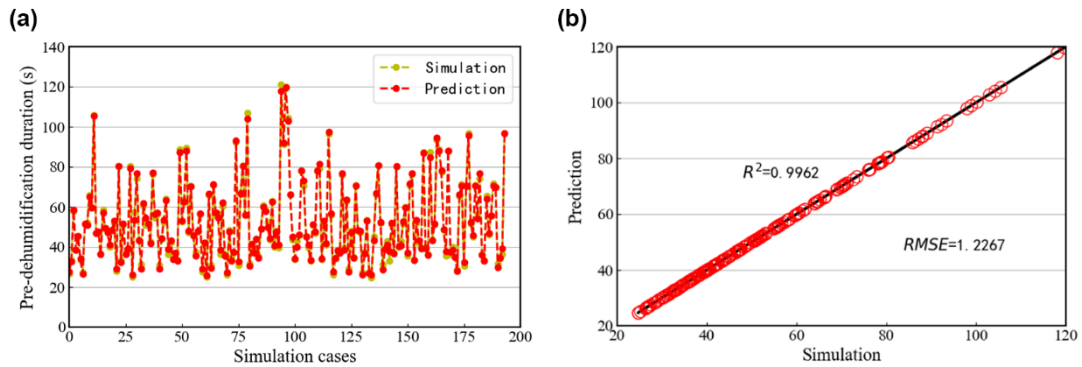 (a)
Pre-dehumidification duration (s)
140
120
100
80
60
40
20
0
Simulation
Prediction
0 25 50 75 100 125 150 175 200
Simulation cases
(b)
Prediction
120
100
80
60
40
20
R²=0.9962
RMSE=1.2267
20 40 60 80 100 120
Simulation